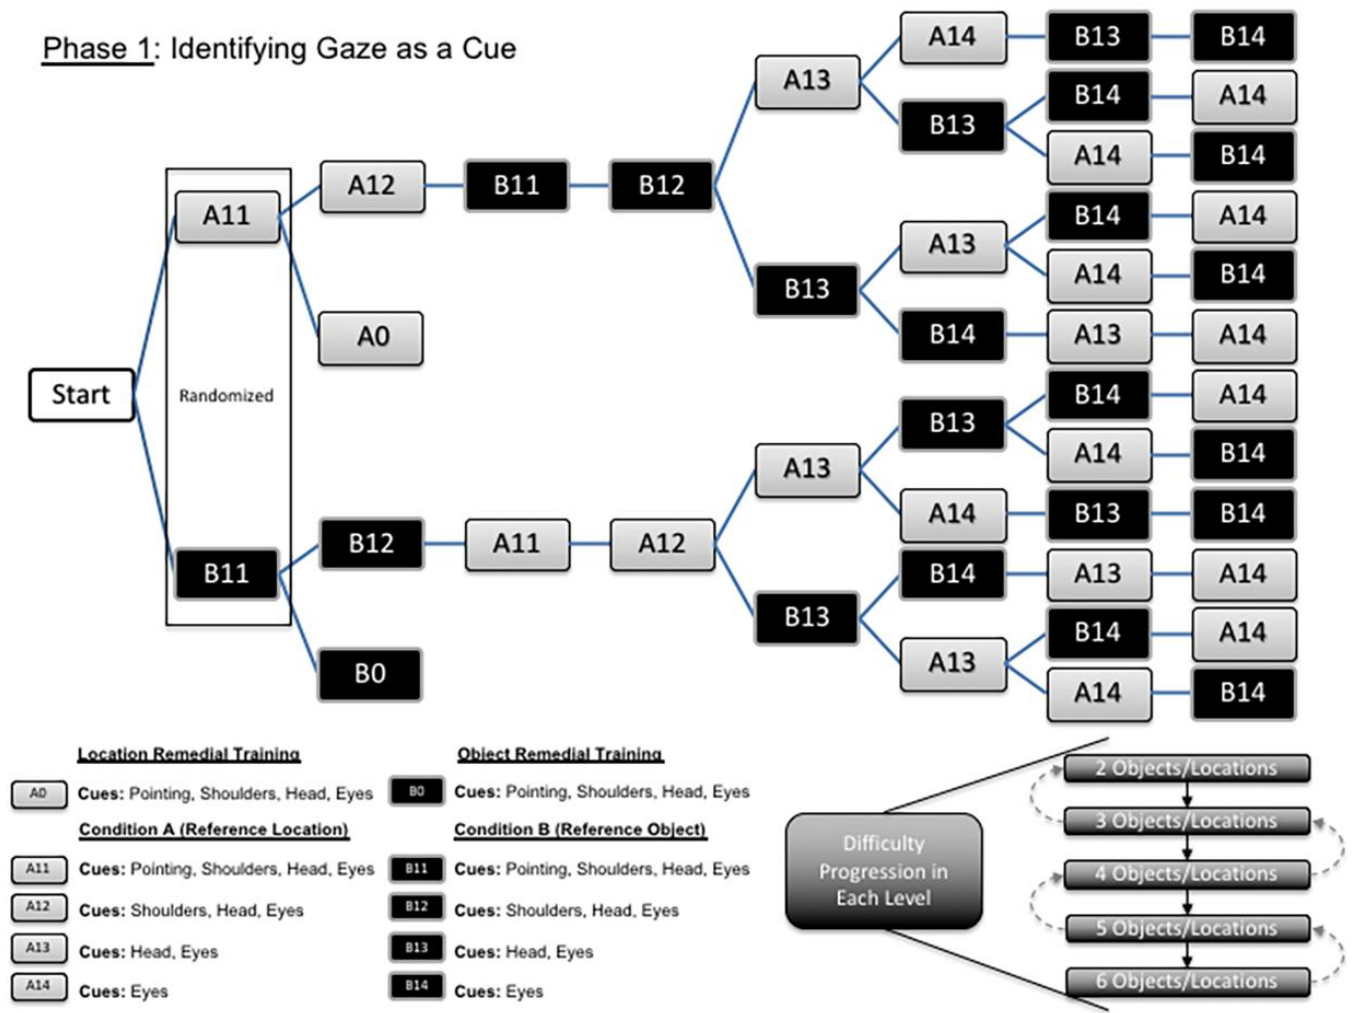 Phase 1: Identifying Gaze as a Cue
Start
Randomized
A11
B11
A12
A0
B12
B0
B11
A11
B12
A12
A13
B13
A13
B13
A14
B13
A13
B14
B13
A14
B14
A13
B13
B14
A14
B14
A14
A13
B14
A14
B13
A13
B14
A14
B14
A14
B14
A14
B14
A14
A14
B14
B14
A14
A14
B14
Location Remedial Training
A0 Cues: Pointing, Shoulders, Head, Eyes
Condition A (Reference Location)
A11 Cues: Pointing, Shoulders, Head, Eyes
A12 Cues: Shoulders, Head, Eyes
A13 Cues: Head, Eyes
A14 Cues: Eyes
Object Remedial Training
B0 Cues: Pointing, Shoulders, Head, Eyes
Condition B (Reference Object)
B11 Cues: Pointing, Shoulders, Head, Eyes
B12 Cues: Shoulders, Head, Eyes
B13 Cues: Head, Eyes
B14 Cues: Eyes
Difficulty
Progression in
Each Level
2 Objects/Locations
3 Objects/Locations
4 Objects/Locations
5 Objects/Locations
6 Objects/Locations